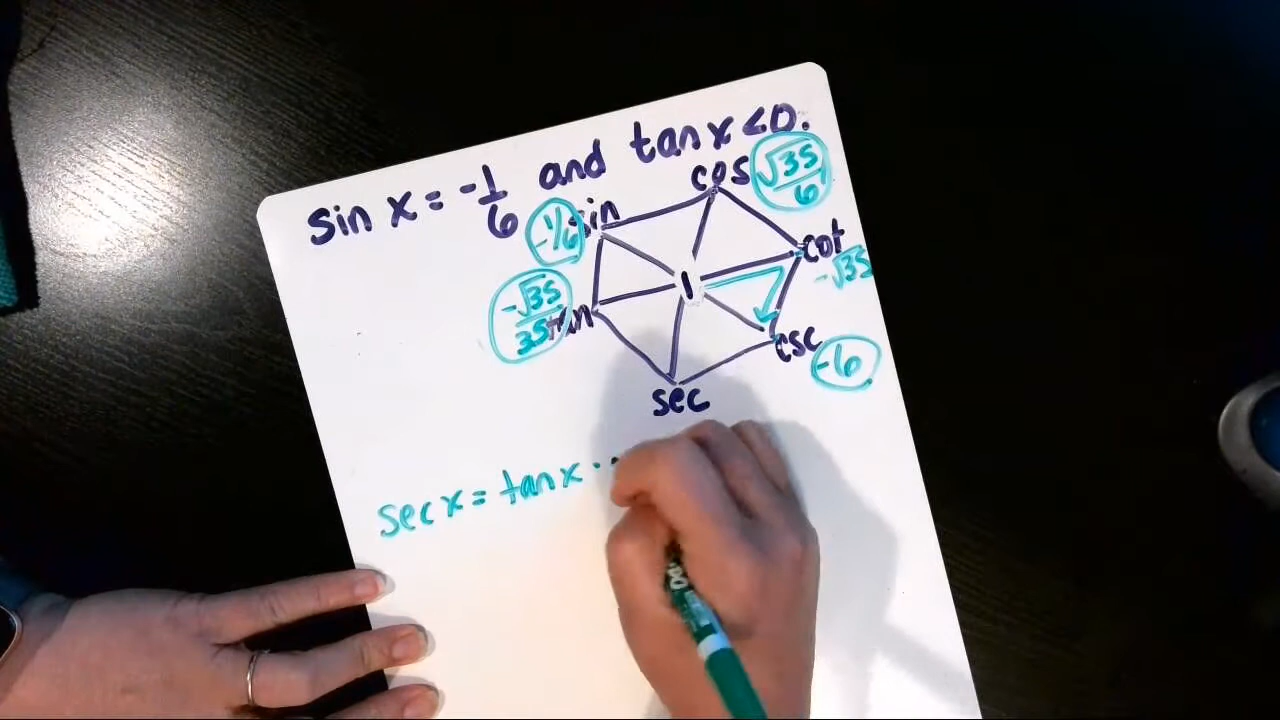 sin x = -1/6 and tan x < 0.
cos √35/6
-1/6 sin
cot
-√35
1
-√35/35 tan
csc -6
sec
sec x = tan x ·